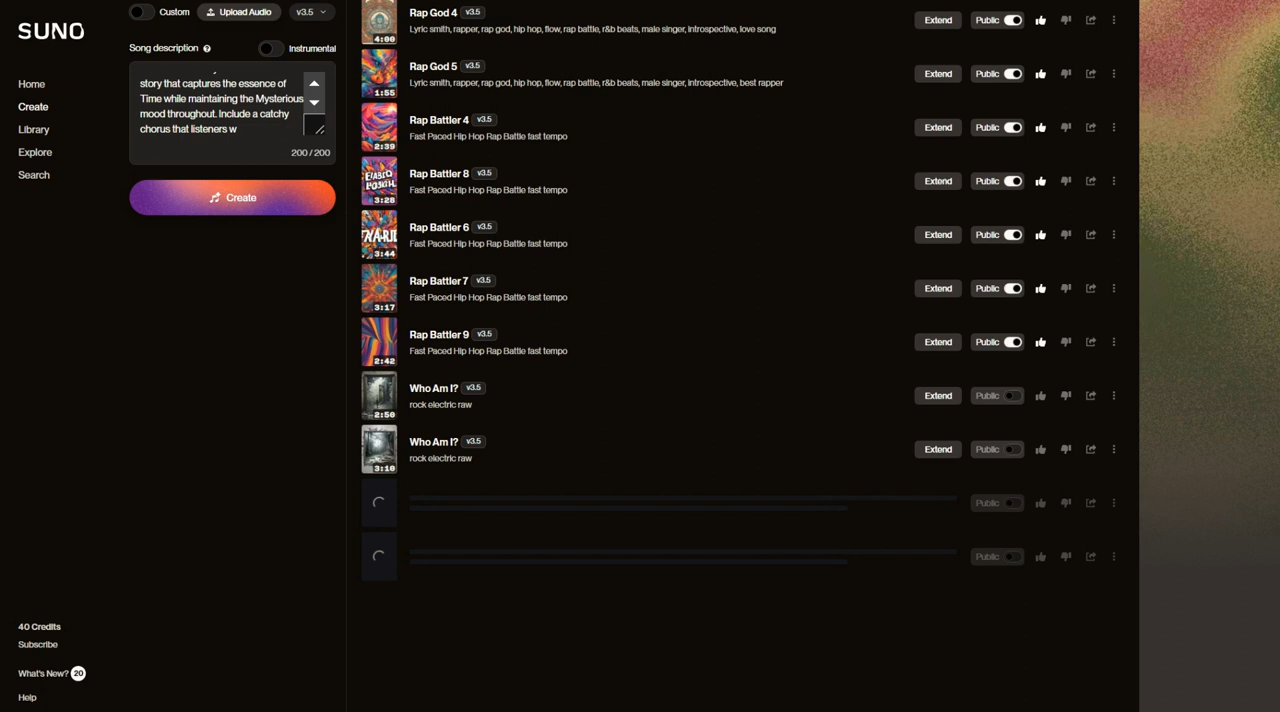 SUNO
Home
Create
Library
Explore
Search
40 Credits
Subscribe
What's New? 20
Help
Custom
Upload Audio
v3.5
Song description
Instrumental
story that captures the essence of
Time while maintaining the Mysterious
mood throughout. Include a catchy
chorus that listeners w
200 / 200
Create
4:00
Rap God 4 v3.5
Lyric smith, rapper, rap god, hip hop, flow, rap battle, r&b beats, male singer, introspective, love song
Extend
Public
1:55
Rap God 5 v3.5
Lyric smith, rapper, rap god, hip hop, flow, rap battle, r&b beats, male singer, introspective, best rapper
Extend
Public
2:39
Rap Battler 4 v3.5
Fast Paced Hip Hop Rap Battle fast tempo
Extend
Public
3:28
Rap Battler 8 v3.5
Fast Paced Hip Hop Rap Battle fast tempo
Extend
Public
3:44
Rap Battler 6 v3.5
Fast Paced Hip Hop Rap Battle fast tempo
Extend
Public
3:17
Rap Battler 7 v3.5
Fast Paced Hip Hop Rap Battle fast tempo
Extend
Public
2:42
Rap Battler 9 v3.5
Fast Paced Hip Hop Rap Battle fast tempo
Extend
Public
2:50
Who Am I? v3.5
rock electric raw
Extend
Public
3:10
Who Am I? v3.5
rock electric raw
Extend
Public
Public
Public